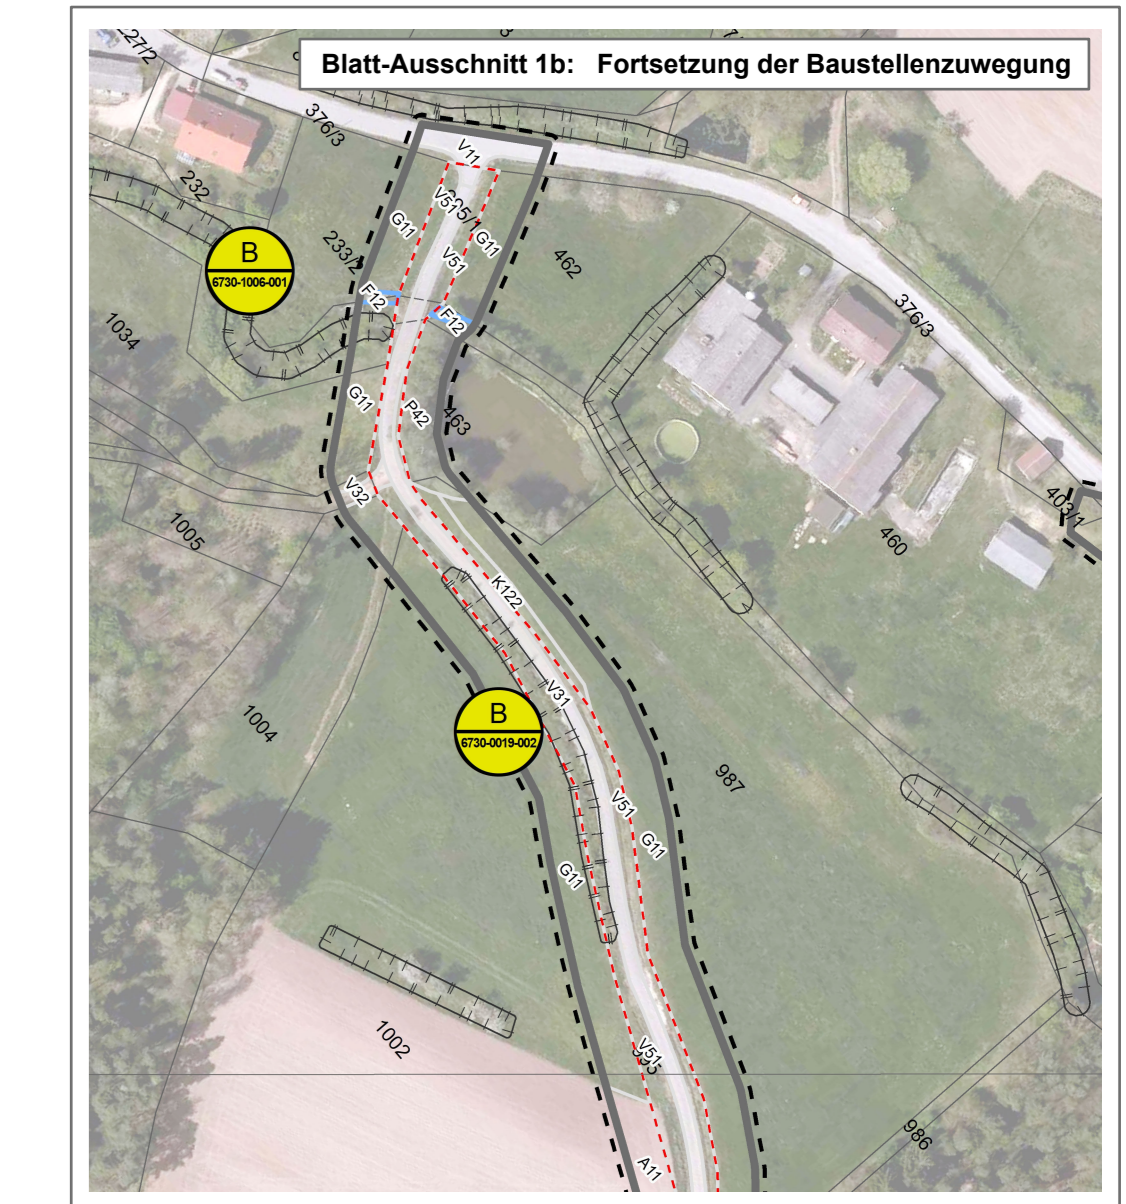 Blatt-Ausschnitt 1b: Fortsetzung der Baustellenzuwegung
227/2
376/3
V11
232
V51
G11
G11
233/2
V51
462
B
6730-1006-001
F12
F12
376/3
1034
G11
P42
463
V32
403/1
1005
460
K122
V31
1004
B
6730-0019-002
987
V51
G11
G11
1002
V51
986
A11